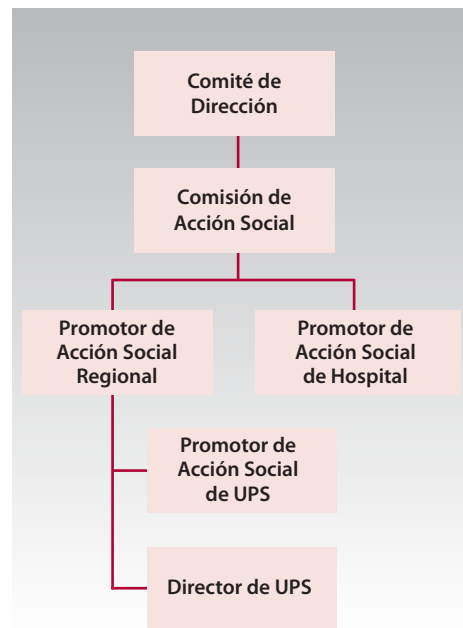 Comité de
Dirección
Comisión de
Acción Social
Promotor de
Acción Social
Regional
Promotor de
Acción Social
de Hospital
Promotor de
Acción Social
de UPS
Director de UPS